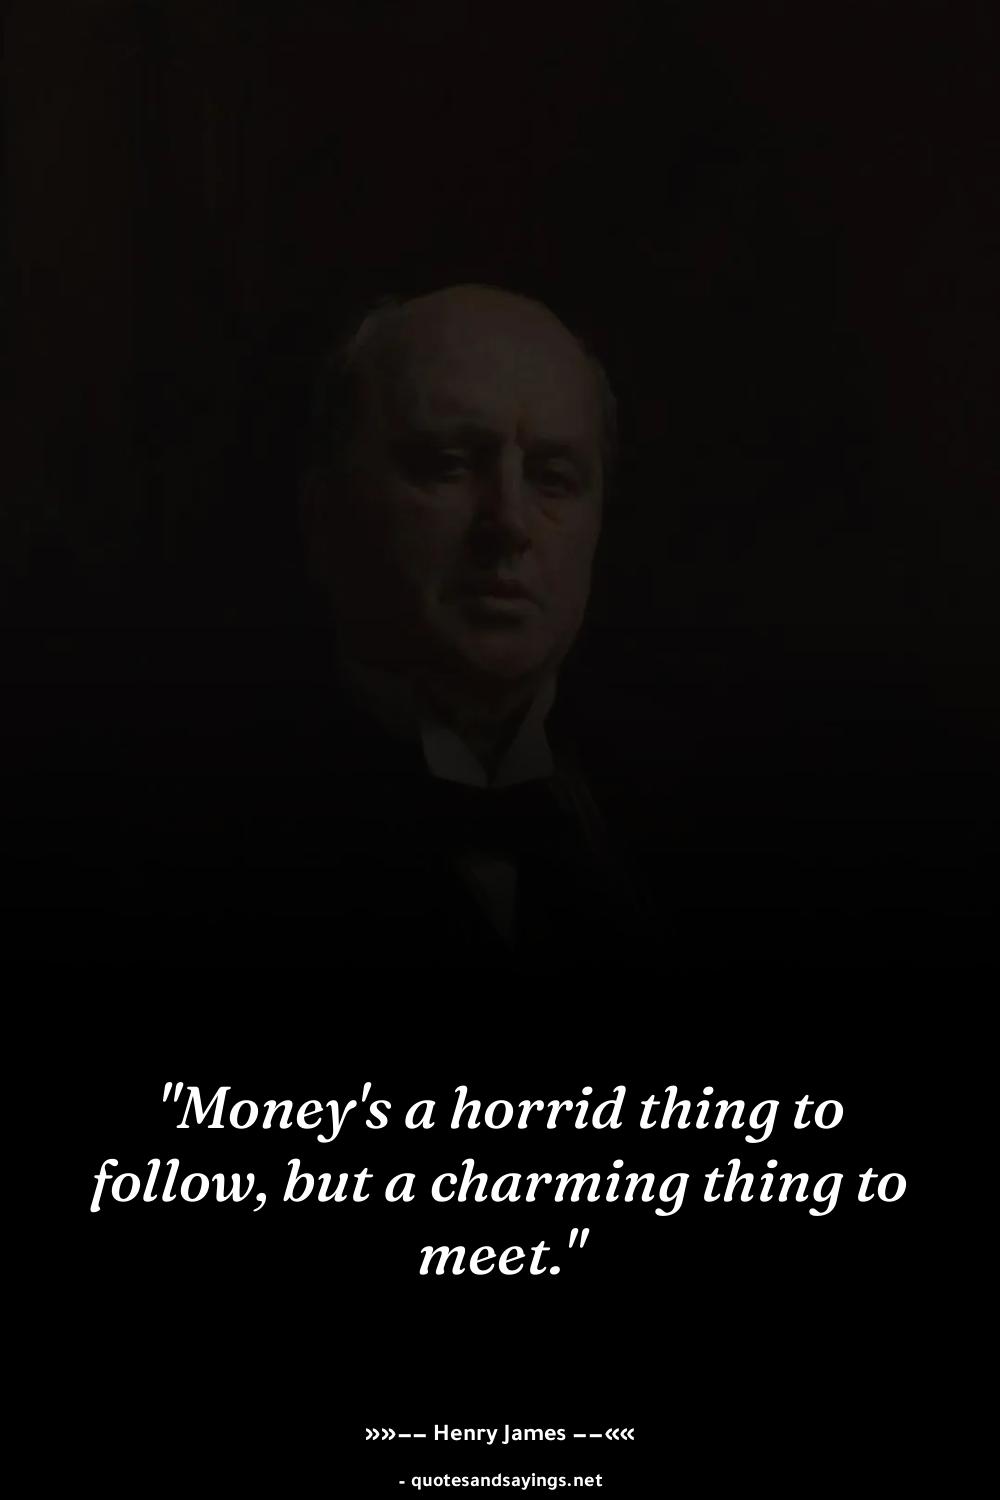 "Money's a horrid thing to
follow, but a charming thing to
meet."
»»−− Henry James −−««
- quotesandsayings.net